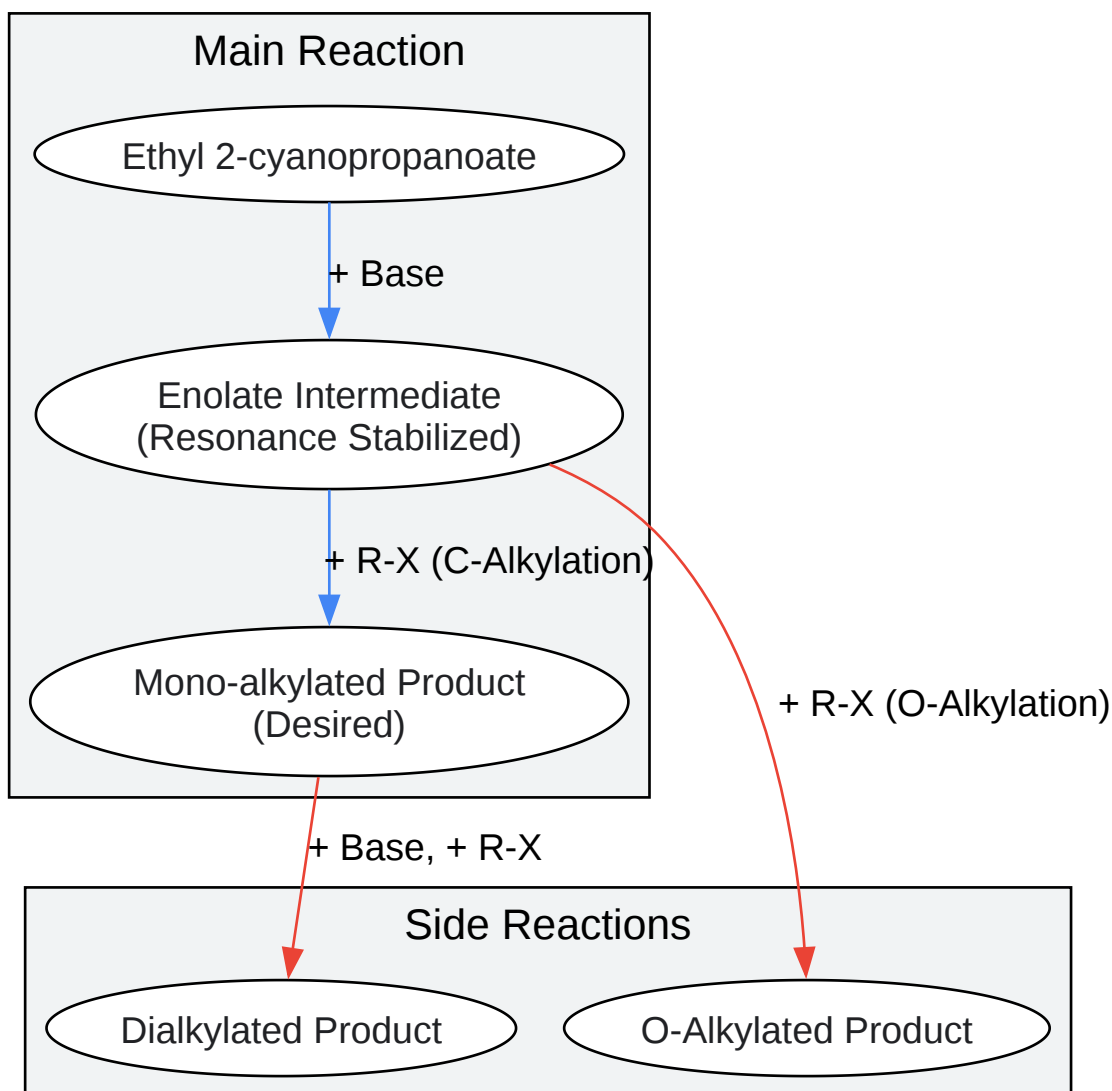 Main Reaction
Ethyl 2-cyanopropanoate
+ Base
Enolate Intermediate
(Resonance Stabilized)
+ R-X (C-Alkylation)
Mono-alkylated Product
(Desired)
+ R-X (O-Alkylation)
+ Base, + R-X
Side Reactions
Dialkylated Product
O-Alkylated Product